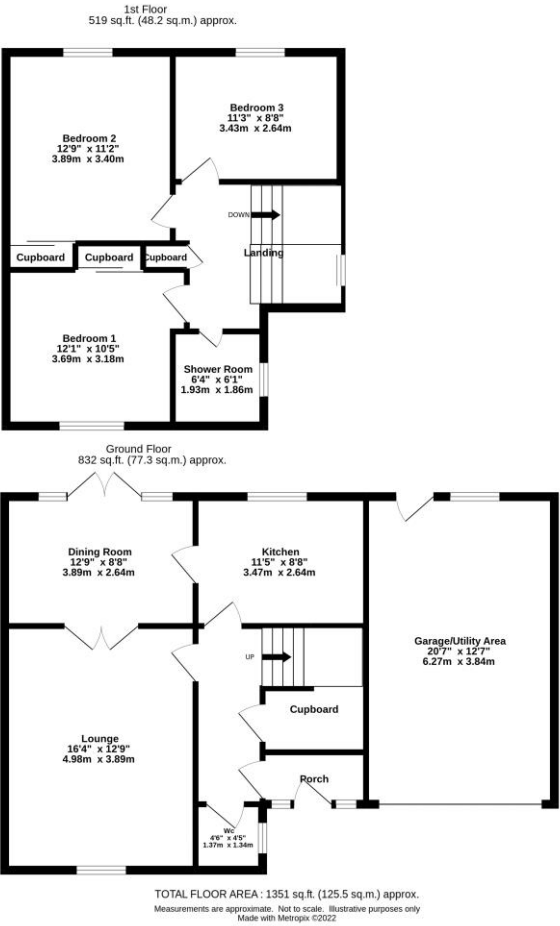 1st Floor
519 sq.ft. (48.2 sq.m.) approx.
Bedroom 3
11'3" x 8'8"
3.43m x 2.64m
Bedroom 2
12'9" x 11'2"
3.89m x 3.40m
DOWN
Landing
Cupboard
Cupboard
Cupboard
Bedroom 1
12'1" x 10'5"
3.69m x 3.18m
Shower Room
6'4" x 6'1"
1.93m x 1.86m
Ground Floor
832 sq.ft. (77.3 sq.m.) approx.
Dining Room
12'9" x 8'8"
3.89m x 2.64m
Kitchen
11'5" x 8'8"
3.47m x 2.64m
Garage/Utility Area
20'7" x 12'7"
6.27m x 3.84m
UP
Cupboard
Lounge
16'4" x 12'9"
4.98m x 3.89m
Porch
Wc
4'6" x 4'5"
1.37m x 1.34m
TOTAL FLOOR AREA : 1351 sq.ft. (125.5 sq.m.) approx.
Measurements are approximate. Not to scale. Illustrative purposes only
Made with Metropix ©2022